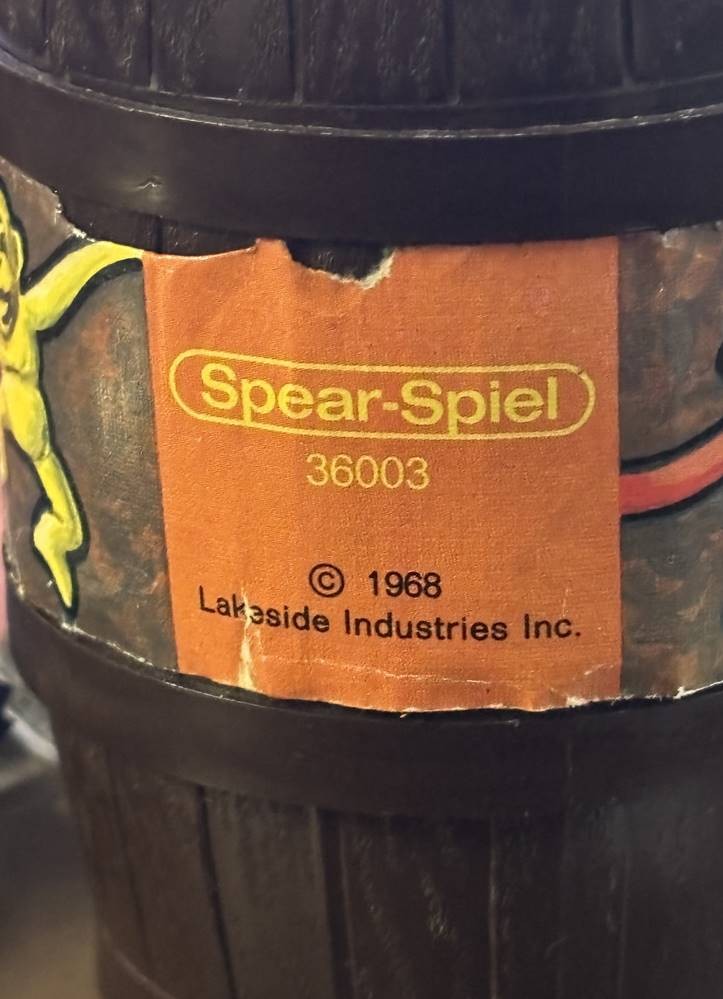 Spear-Spiel
36003
© 1968
Lakeside Industries Inc.